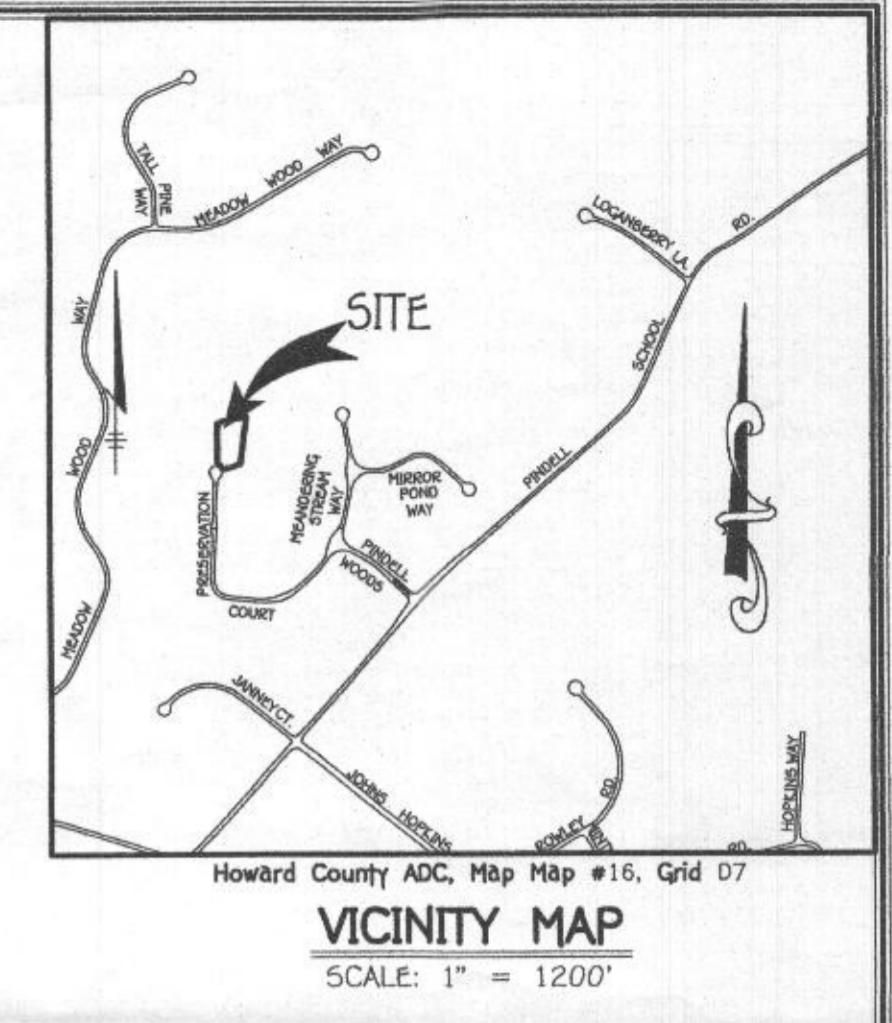 TALL
PINE
WAY
MEADOW WOOD WAY
LOGANBERRY LA.
RD.
WAY
SITE
SCHOOL
WOOD
MEANDERING
STREAM
WAY
MIRROR
POND
WAY
PINDELL
PRESERVATION
PINDELL
WOODS
COURT
MEADOW
JANNEY CT.
JOHNS
HOPKINS
RD.
HOPKINS WAY
ROWLEY
RD.
Howard County ADC, Map Map #16, Grid D7
VICINITY MAP
SCALE: 1" = 1200'